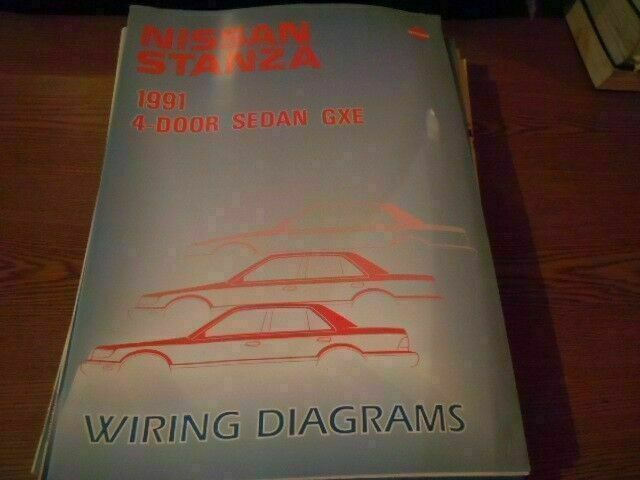 NISSAN
STANZA
1991
4-DOOR SEDAN GXE
WIRING DIAGRAMS